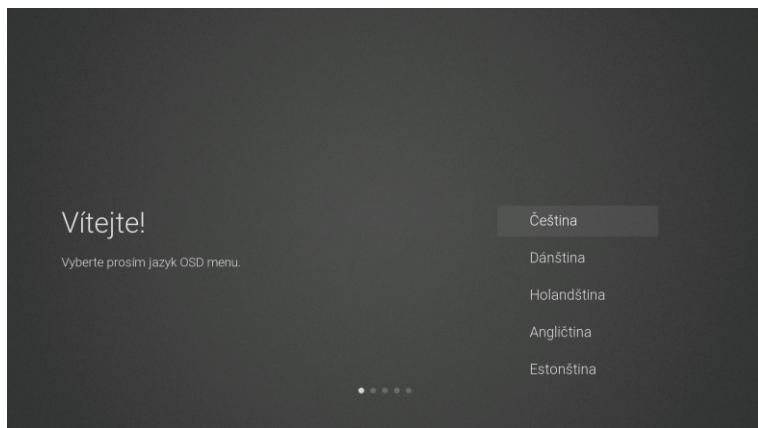 Vítejte!
Vyberte prosím jazyk OSD menu.
Čeština
Dánština
Holandština
Angličtina
Estonština